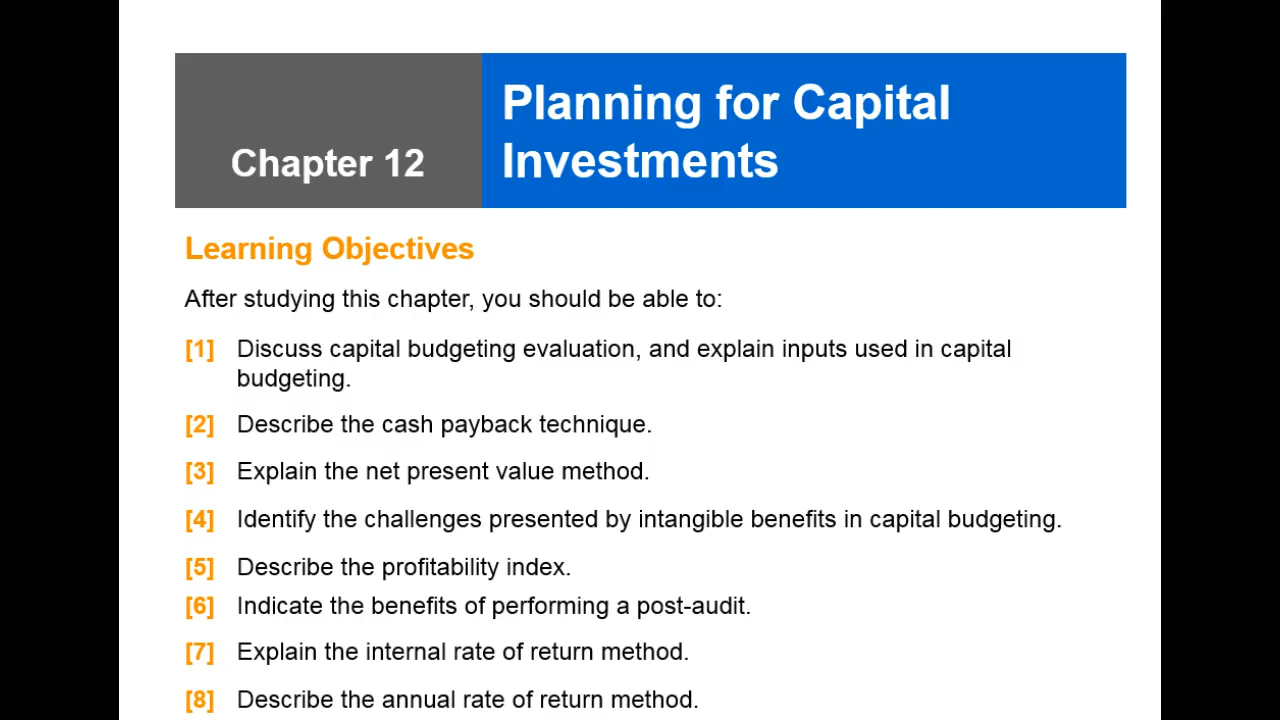 Chapter 12
Planning for Capital
Investments
Learning Objectives
After studying this chapter, you should be able to:
[1] Discuss capital budgeting evaluation, and explain inputs used in capital
budgeting.
[2] Describe the cash payback technique.
[3] Explain the net present value method.
[4] Identify the challenges presented by intangible benefits in capital budgeting.
[5] Describe the profitability index.
[6] Indicate the benefits of performing a post-audit.
[7] Explain the internal rate of return method.
[8] Describe the annual rate of return method.